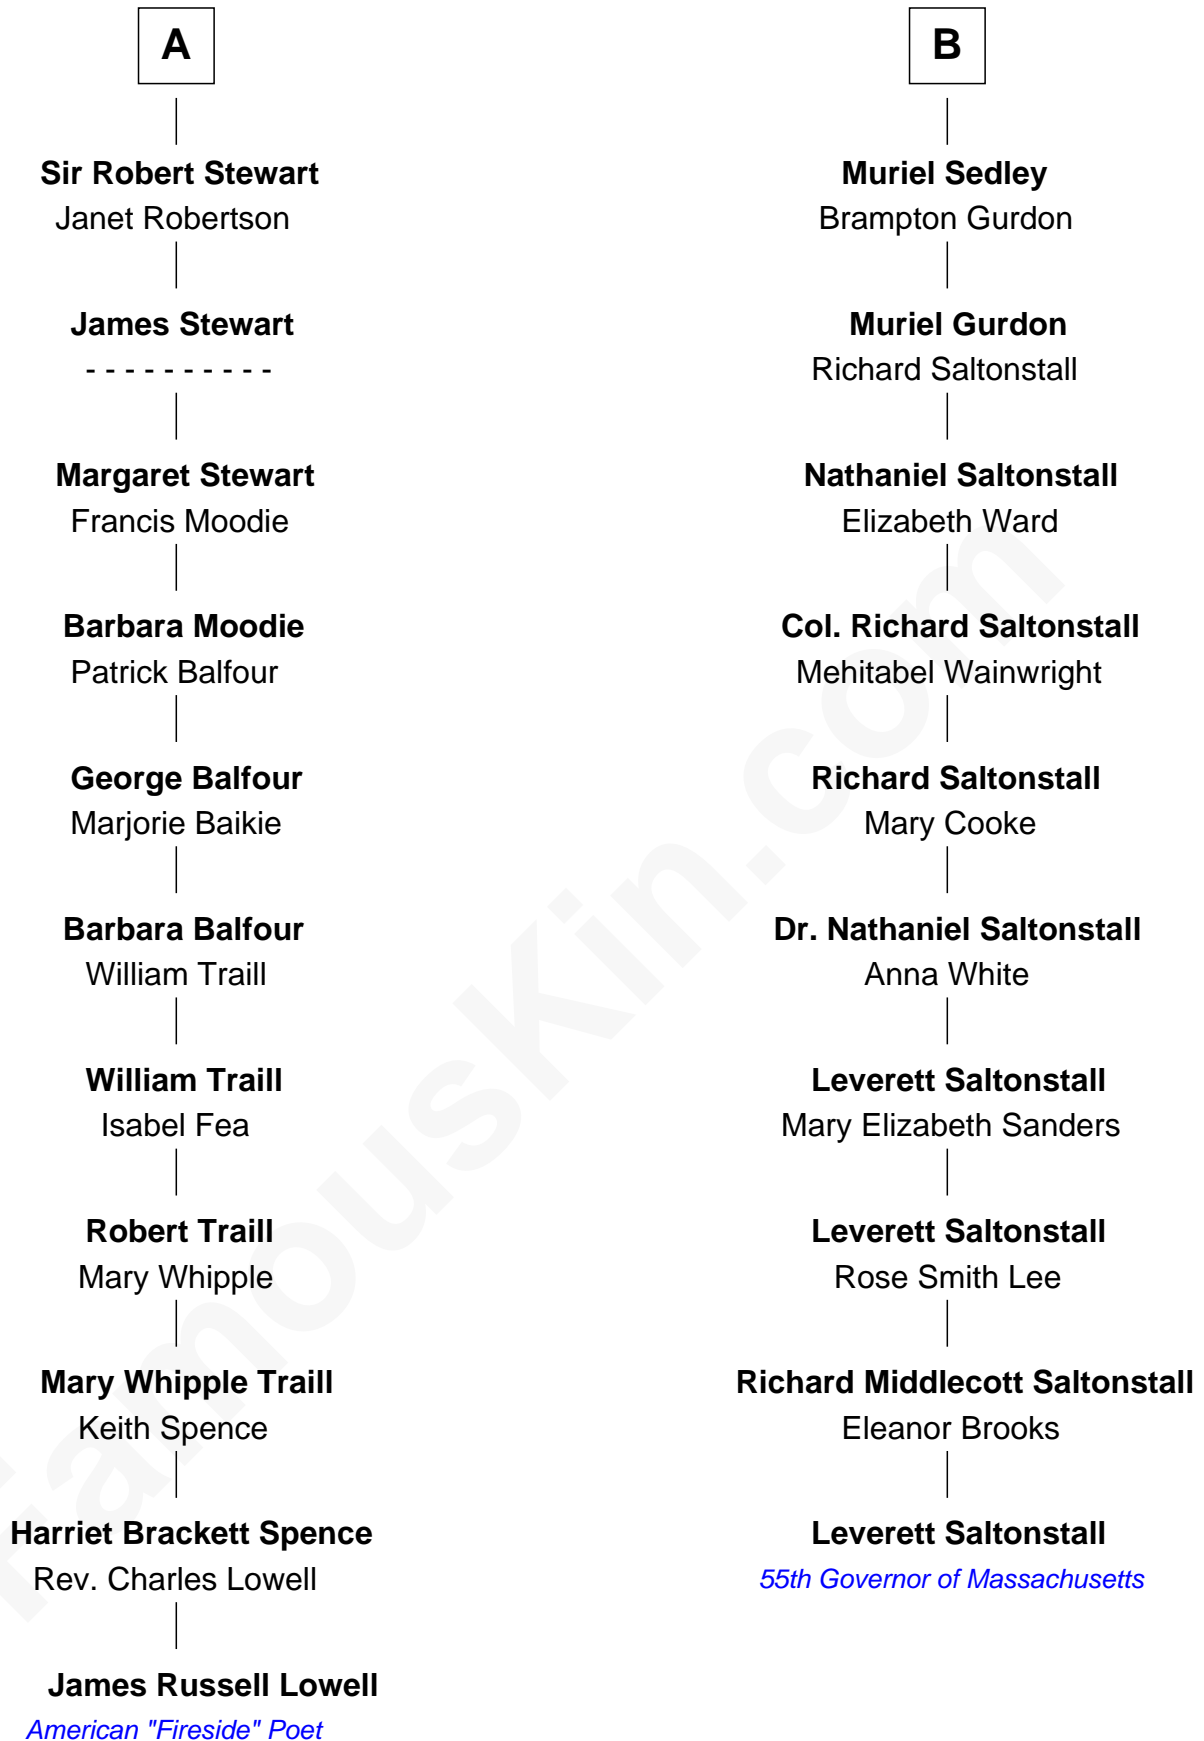 A
Sir Robert Stewart
Janet Robertson
James Stewart
- - - - - - - - - -
Margaret Stewart
Francis Moodie
Barbara Moodie
Patrick Balfour
George Balfour
Marjorie Baikie
Barbara Balfour
William Traill
William Traill
Isabel Fea
Robert Traill
Mary Whipple
Mary Whipple Traill
Keith Spence
Harriet Brackett Spence
Rev. Charles Lowell
James Russell Lowell
American "Fireside" Poet
B
Muriel Sedley
Brampton Gurdon
Muriel Gurdon
Richard Saltonstall
Nathaniel Saltonstall
Elizabeth Ward
Col. Richard Saltonstall
Mehitabel Wainwright
Richard Saltonstall
Mary Cooke
Dr. Nathaniel Saltonstall
Anna White
Leverett Saltonstall
Mary Elizabeth Sanders
Leverett Saltonstall
Rose Smith Lee
Richard Middlecott Saltonstall
Eleanor Brooks
Leverett Saltonstall
55th Governor of Massachusetts
famouskin.com